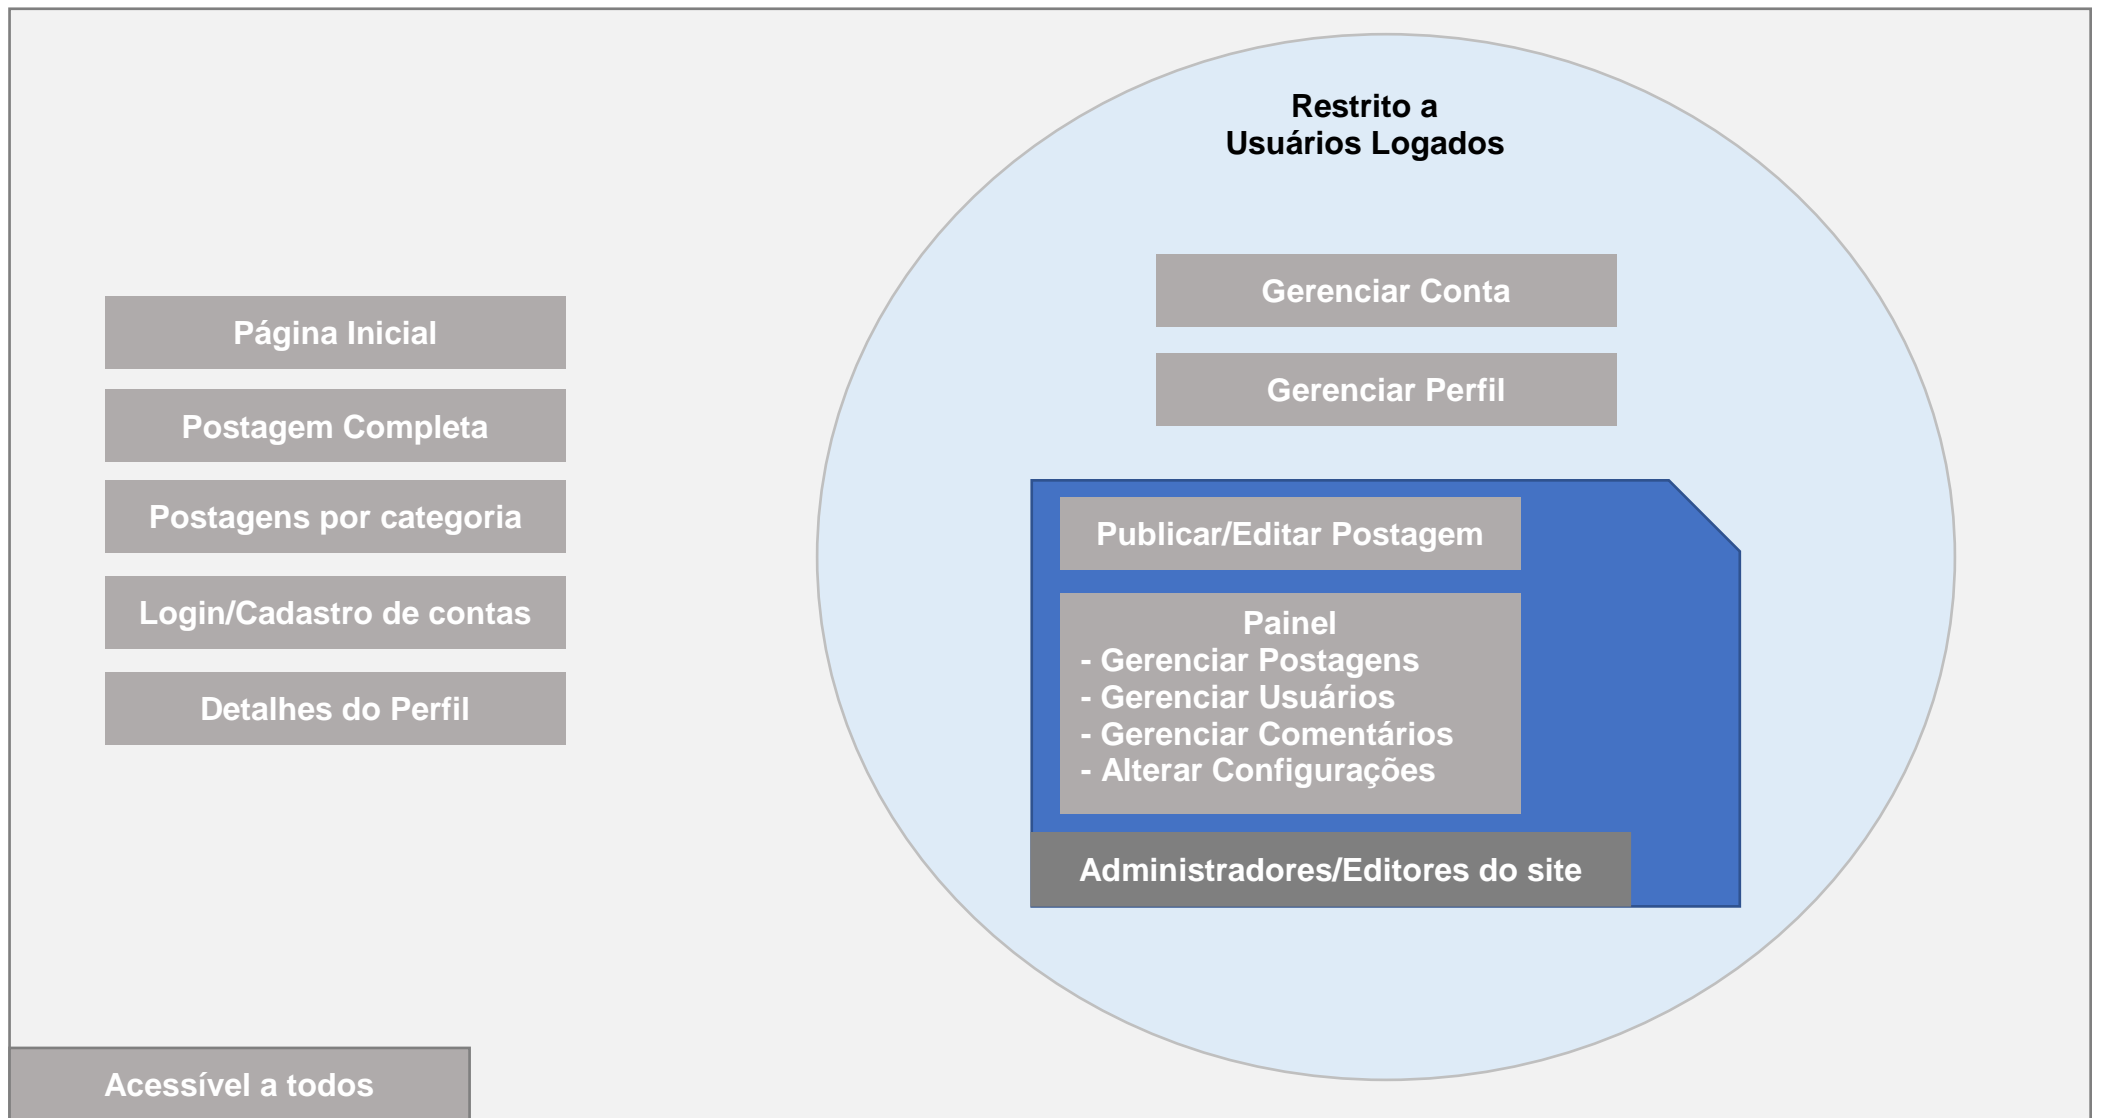 Restrito a
Usuários Logados
Gerenciar Conta
Gerenciar Perfil
Página Inicial
Postagem Completa
Postagens por categoria
Login/Cadastro de contas
Detalhes do Perfil
Publicar/Editar Postagem
Painel
- Gerenciar Postagens
- Gerenciar Usuários
- Gerenciar Comentários
- Alterar Configurações
Administradores/Editores do site
Acessível a todos